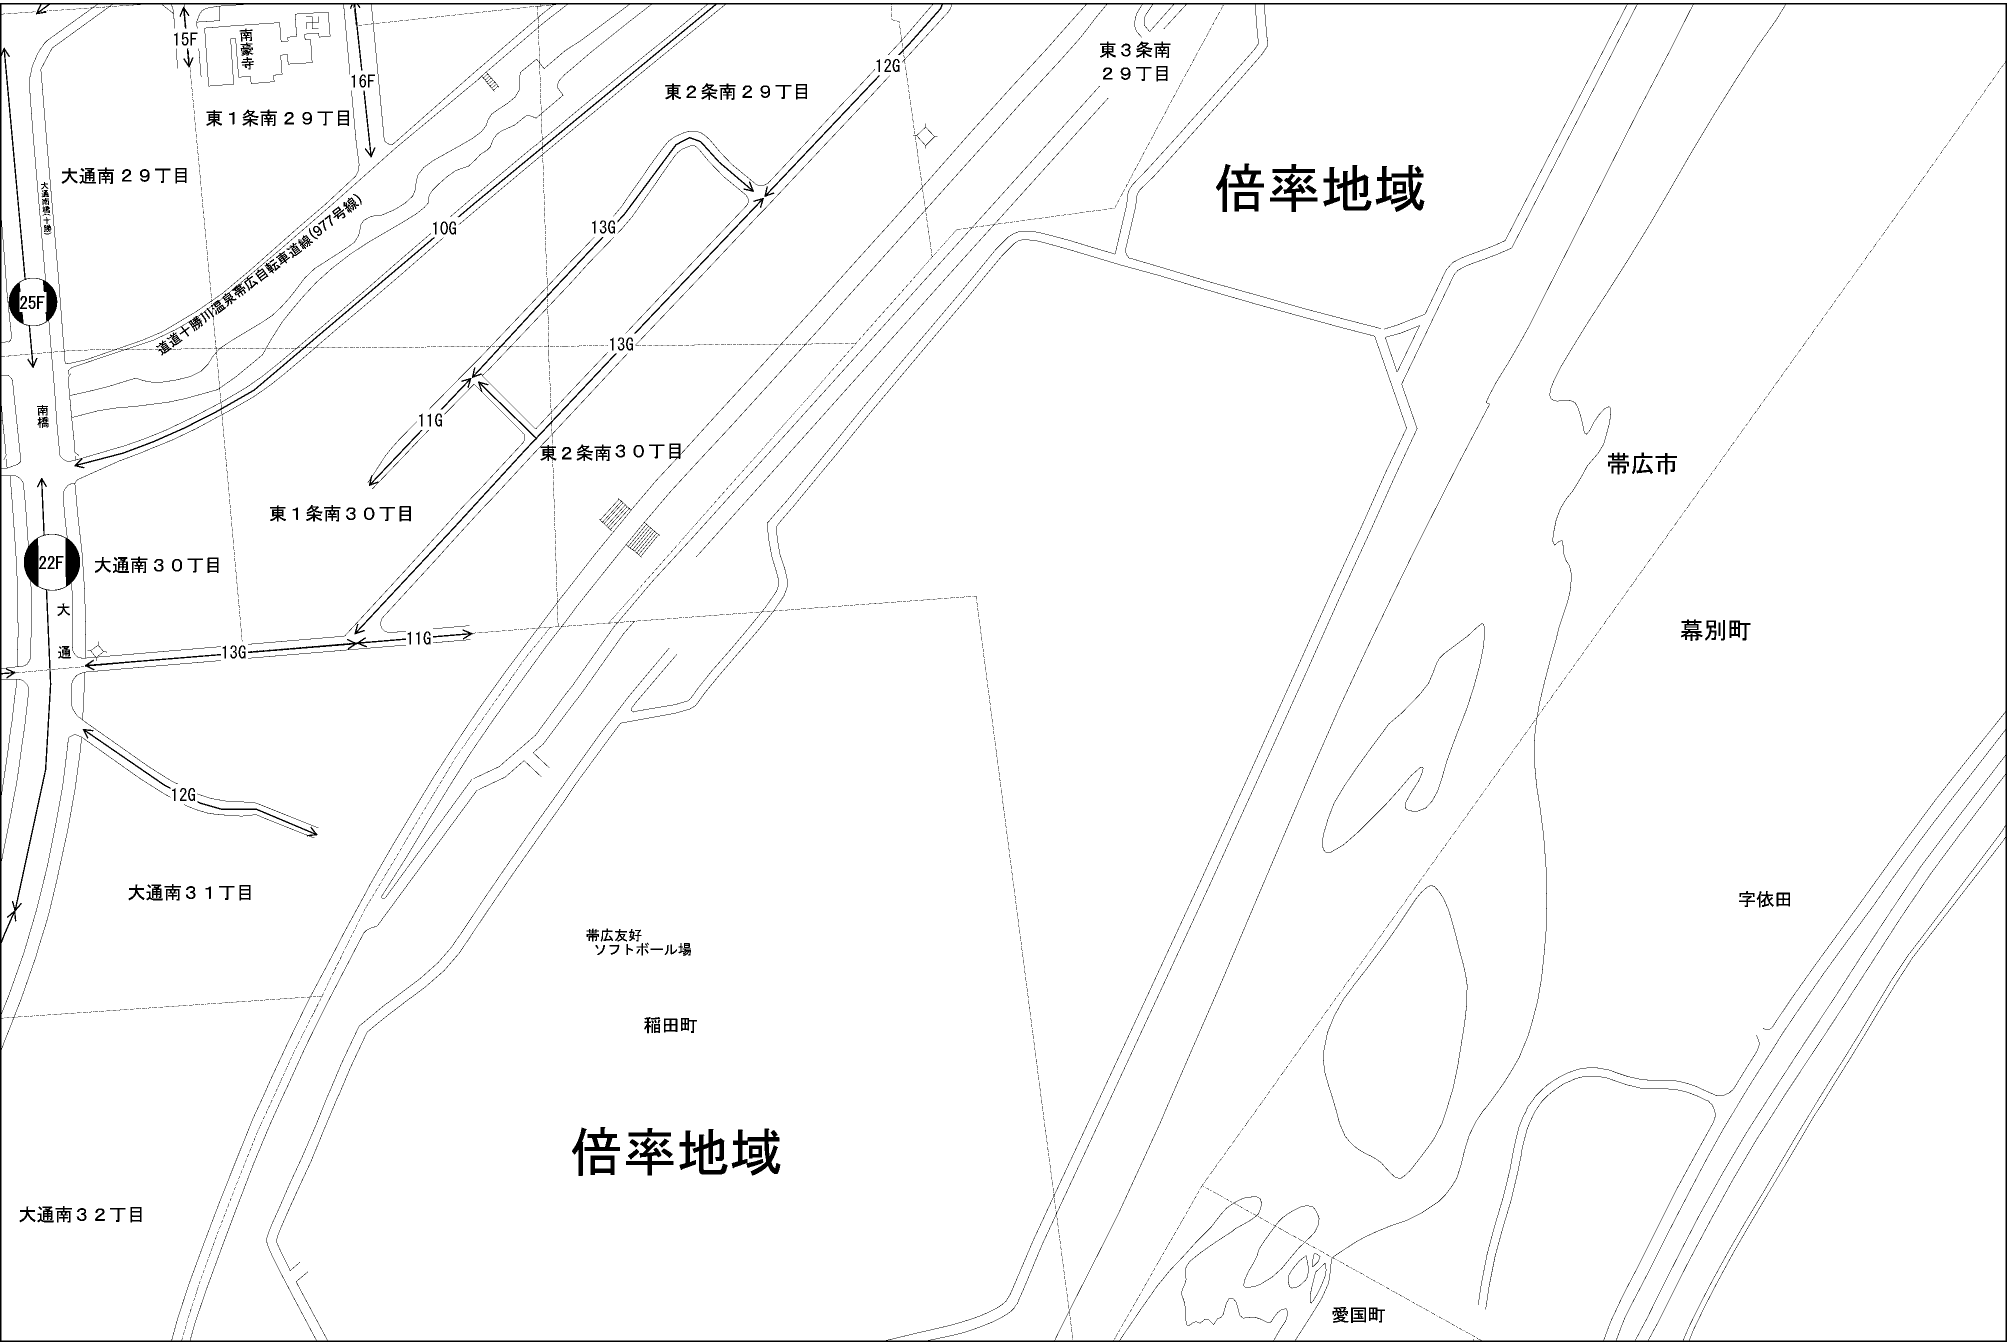 15F
南豪寺
16F
12G
東３条南
２９丁目
東２条南２９丁目
東１条南２９丁目
大通南２９丁目
大通南橋(十勝)
倍率地域
道道十勝川温泉帯広自転車道線(977号線)
10G
13G
25F
13G
南橋
11G
東２条南３０丁目
帯広市
東１条南３０丁目
22F
大通南３０丁目
大通
幕別町
13G
11G
12G
大通南３１丁目
字依田
帯広友好
ソフトボール場
稲田町
倍率地域
大通南３２丁目
愛国町